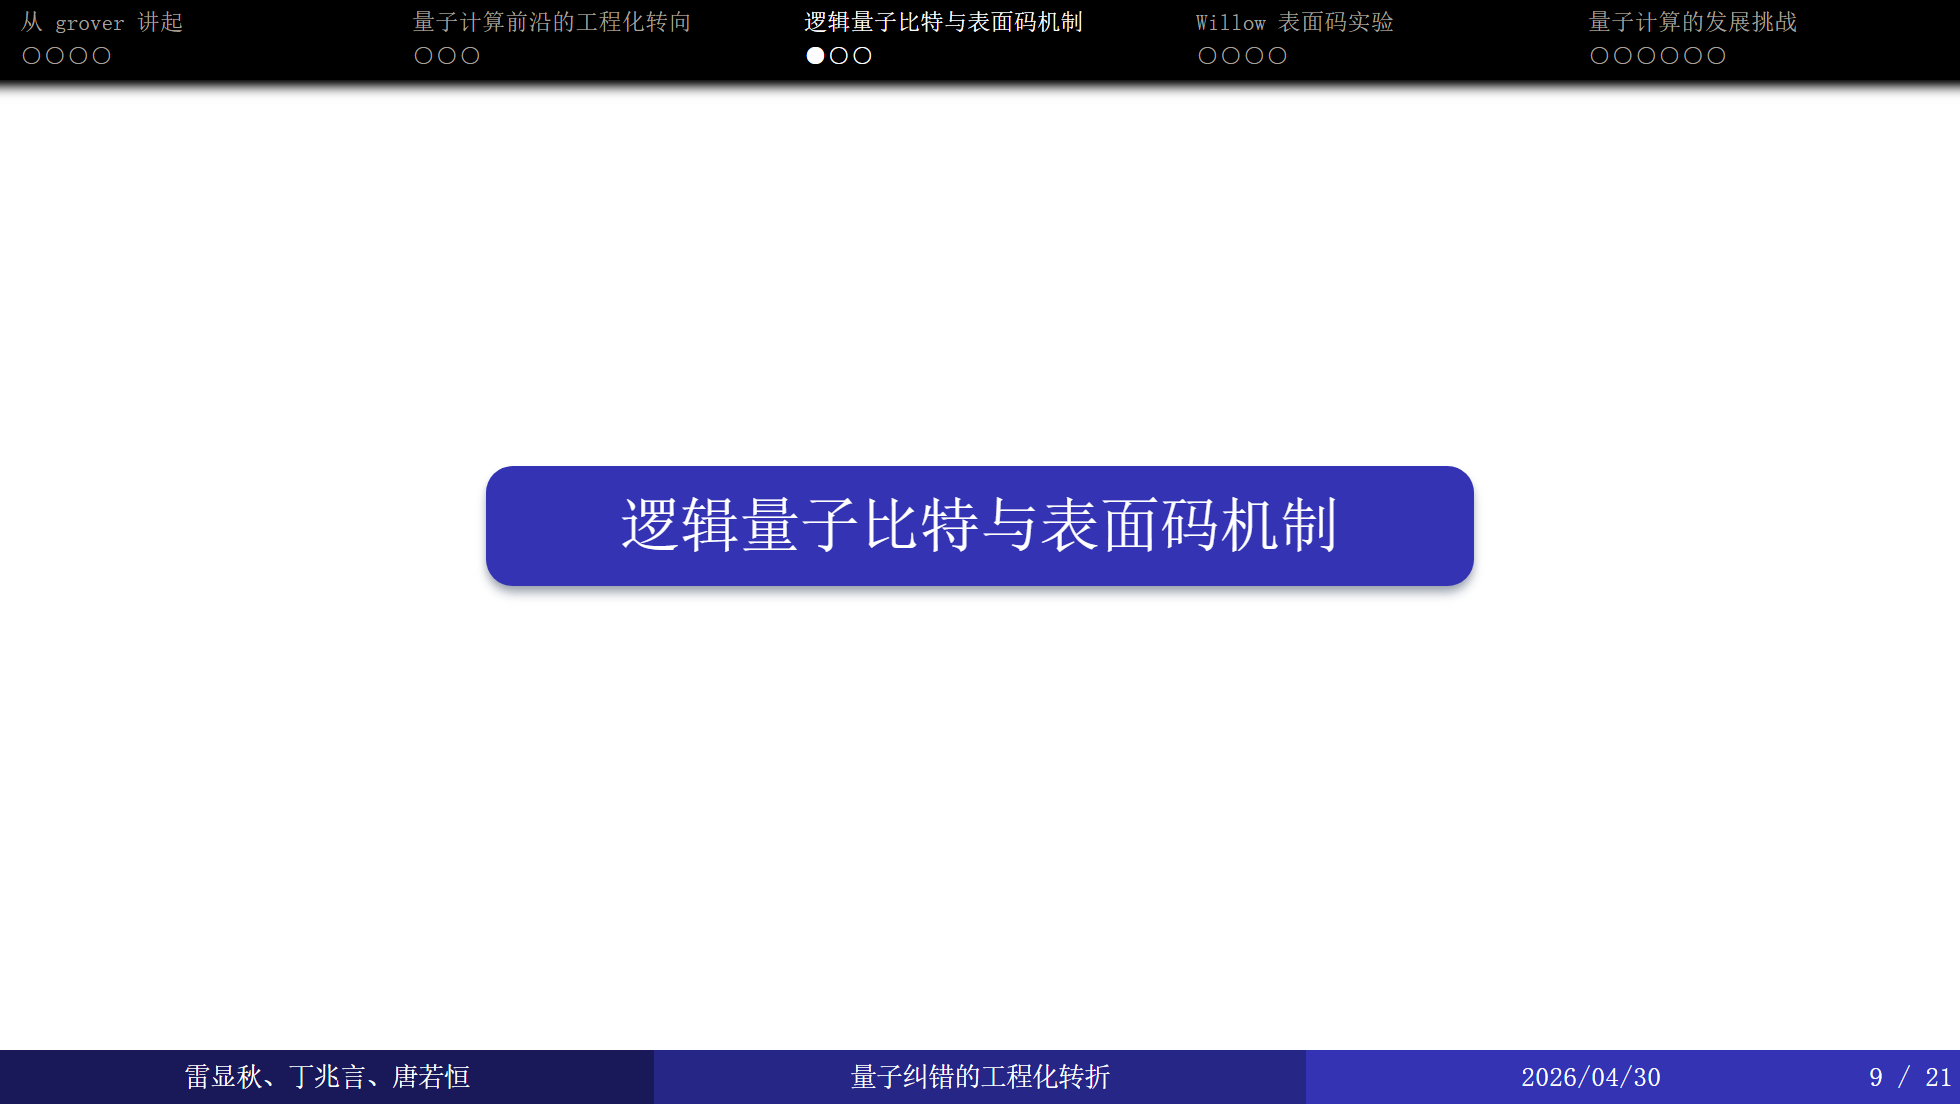 从 grover 讲起
量子计算前沿的工程化转向
逻辑量子比特与表面码机制
Willow 表面码实验
量子计算的发展挑战
逻辑量子比特与表面码机制
雷显秋、丁兆言、唐若恒
量子纠错的工程化转折
2026/04/30
9 / 21